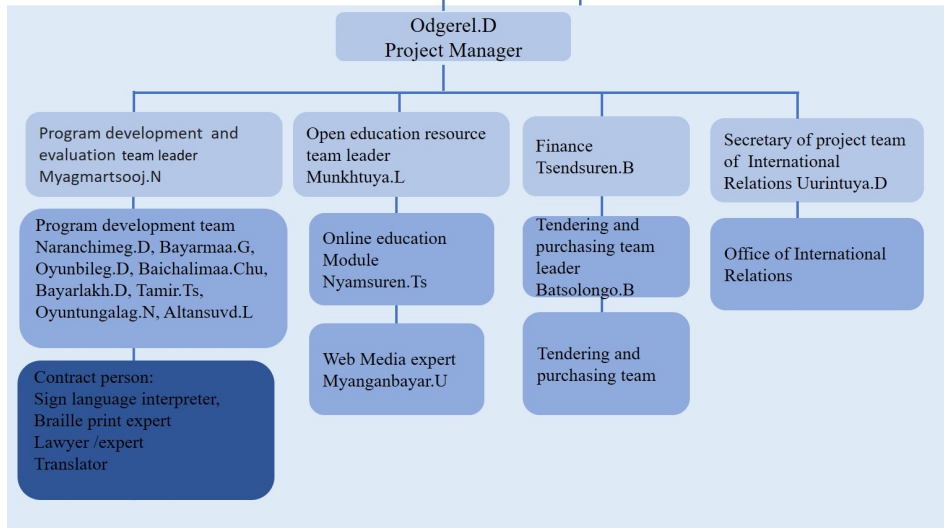 Odgerel.D
Project Manager
Program development and
evaluation team leader
Myagmartsooj.N
Open education resource
team leader
Munkhtuya.L
Finance
Tsendsuren.B
Secretary of project team
of International
Relations Uurintuya.D
Program development team
Naranchimeg.D, Bayarmaa.G,
Oyunbileg.D, Baichalimaa.Chu,
Bayarlakh.D, Tamir.Ts,
Oyuntungalag.N, Altansuvd.L
Online education
Module
Nyamsuren.Ts
Tendering and
purchasing team
leader
Batsolongo.B
Office of International
Relations
Contract person:
Sign language interpreter,
Braille print expert
Lawyer /expert
Translator
Web Media expert
Myanganbayar.U
Tendering and
purchasing team